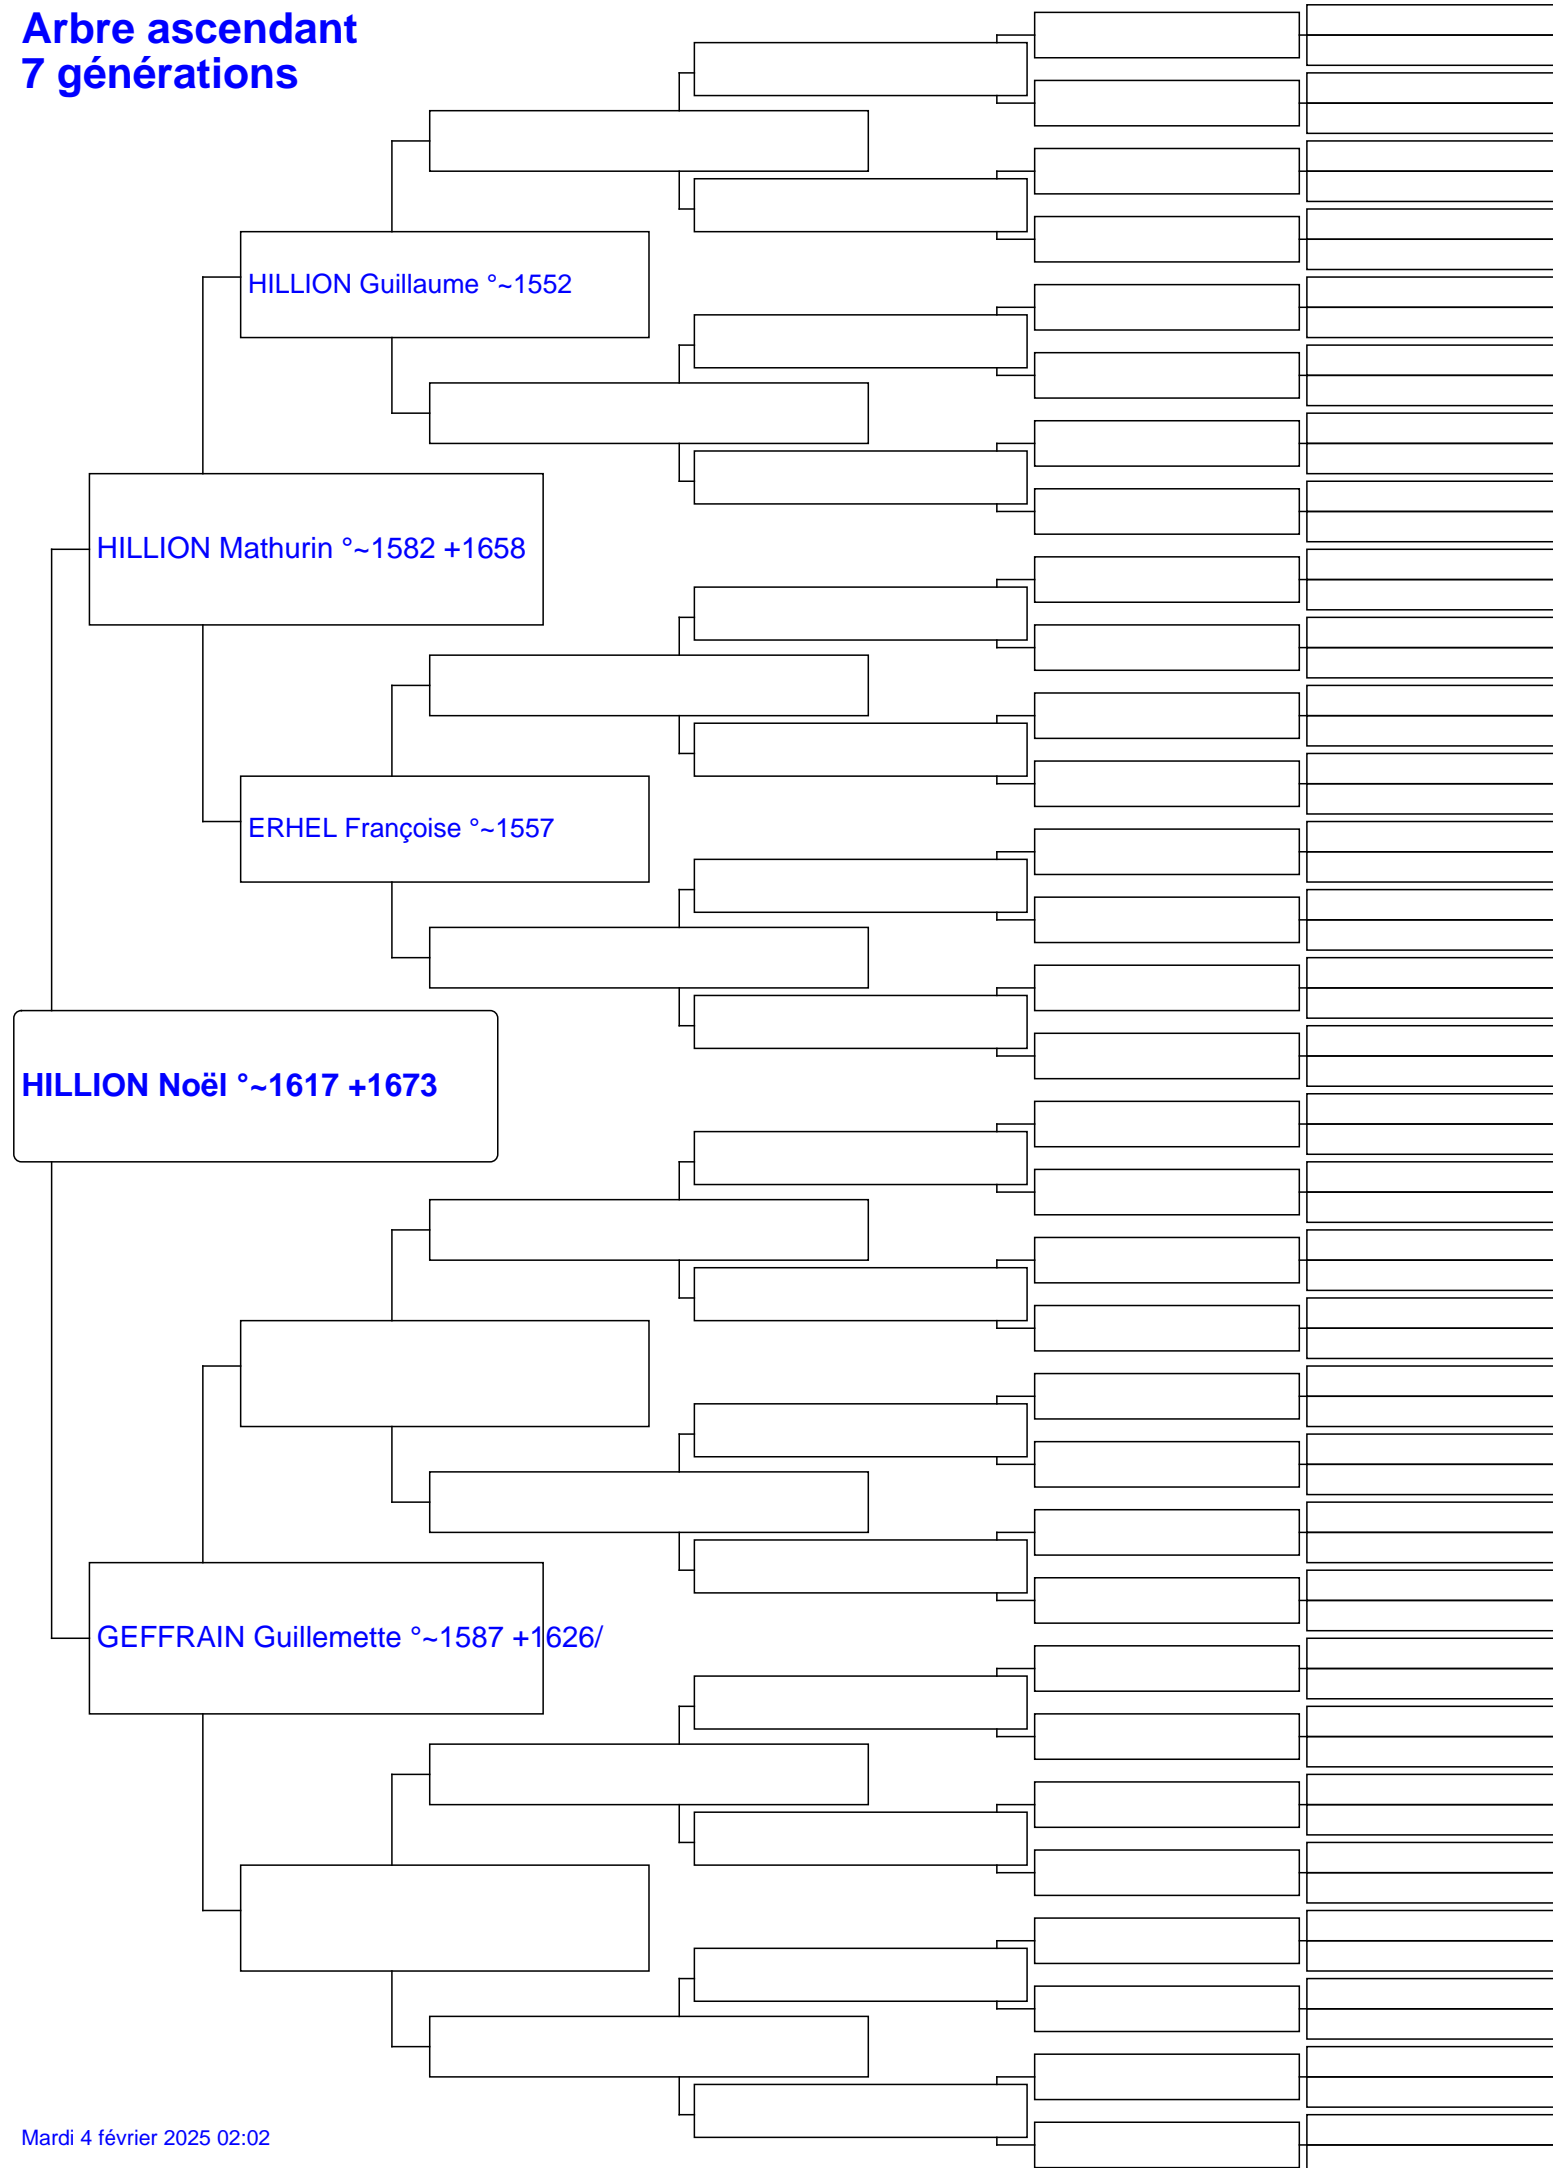 Arbre ascendant
7 générations
HILLION Guillaume °~1552
HILLION Mathurin °~1582 +1658
ERHEL Françoise °~1557
HILLION Noël °~1617 +1673
GEFFRAIN Guillemette °~1587 +1626/
Mardi 4 février 2025 02:02